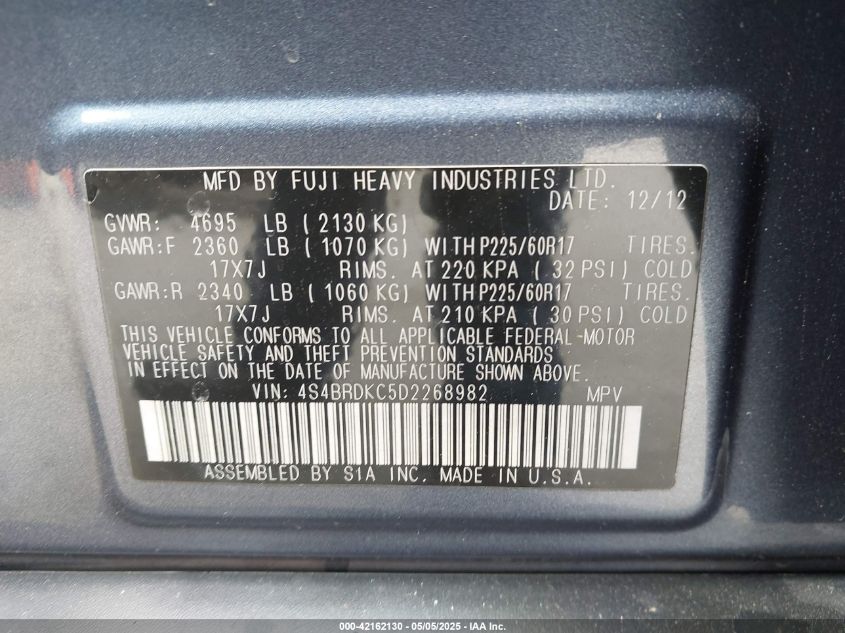 MFD BY FUJI HEAVY INDUSTRIES LTD.
DATE: 12/12
GVWR: 4695 LB ( 2130 KG)
GAWR:F 2360 LB ( 1070 KG) WITH P225/60R17 TIRES.
17X7J RIMS. AT 220 KPA ( 32 PSI) COLD
GAWR:R 2340 LB ( 1060 KG) WITH P225/60R17 TIRES.
17X7J RIMS. AT 210 KPA ( 30 PSI) COLD
THIS VEHICLE CONFORMS TO ALL APPLICABLE FEDERAL-MOTOR
VEHICLE SAFETY AND THEFT PREVENTION STANDARDS
IN EFFECT ON THE DATE OF MANUFACTURE SHOWN ABOVE.
VIN: 4S4BRDKC5D2268982 MPV
ASSEMBLED BY SIA INC. MADE IN U.S.A.
000-42162130 - 05/05/2025 - IAA Inc.